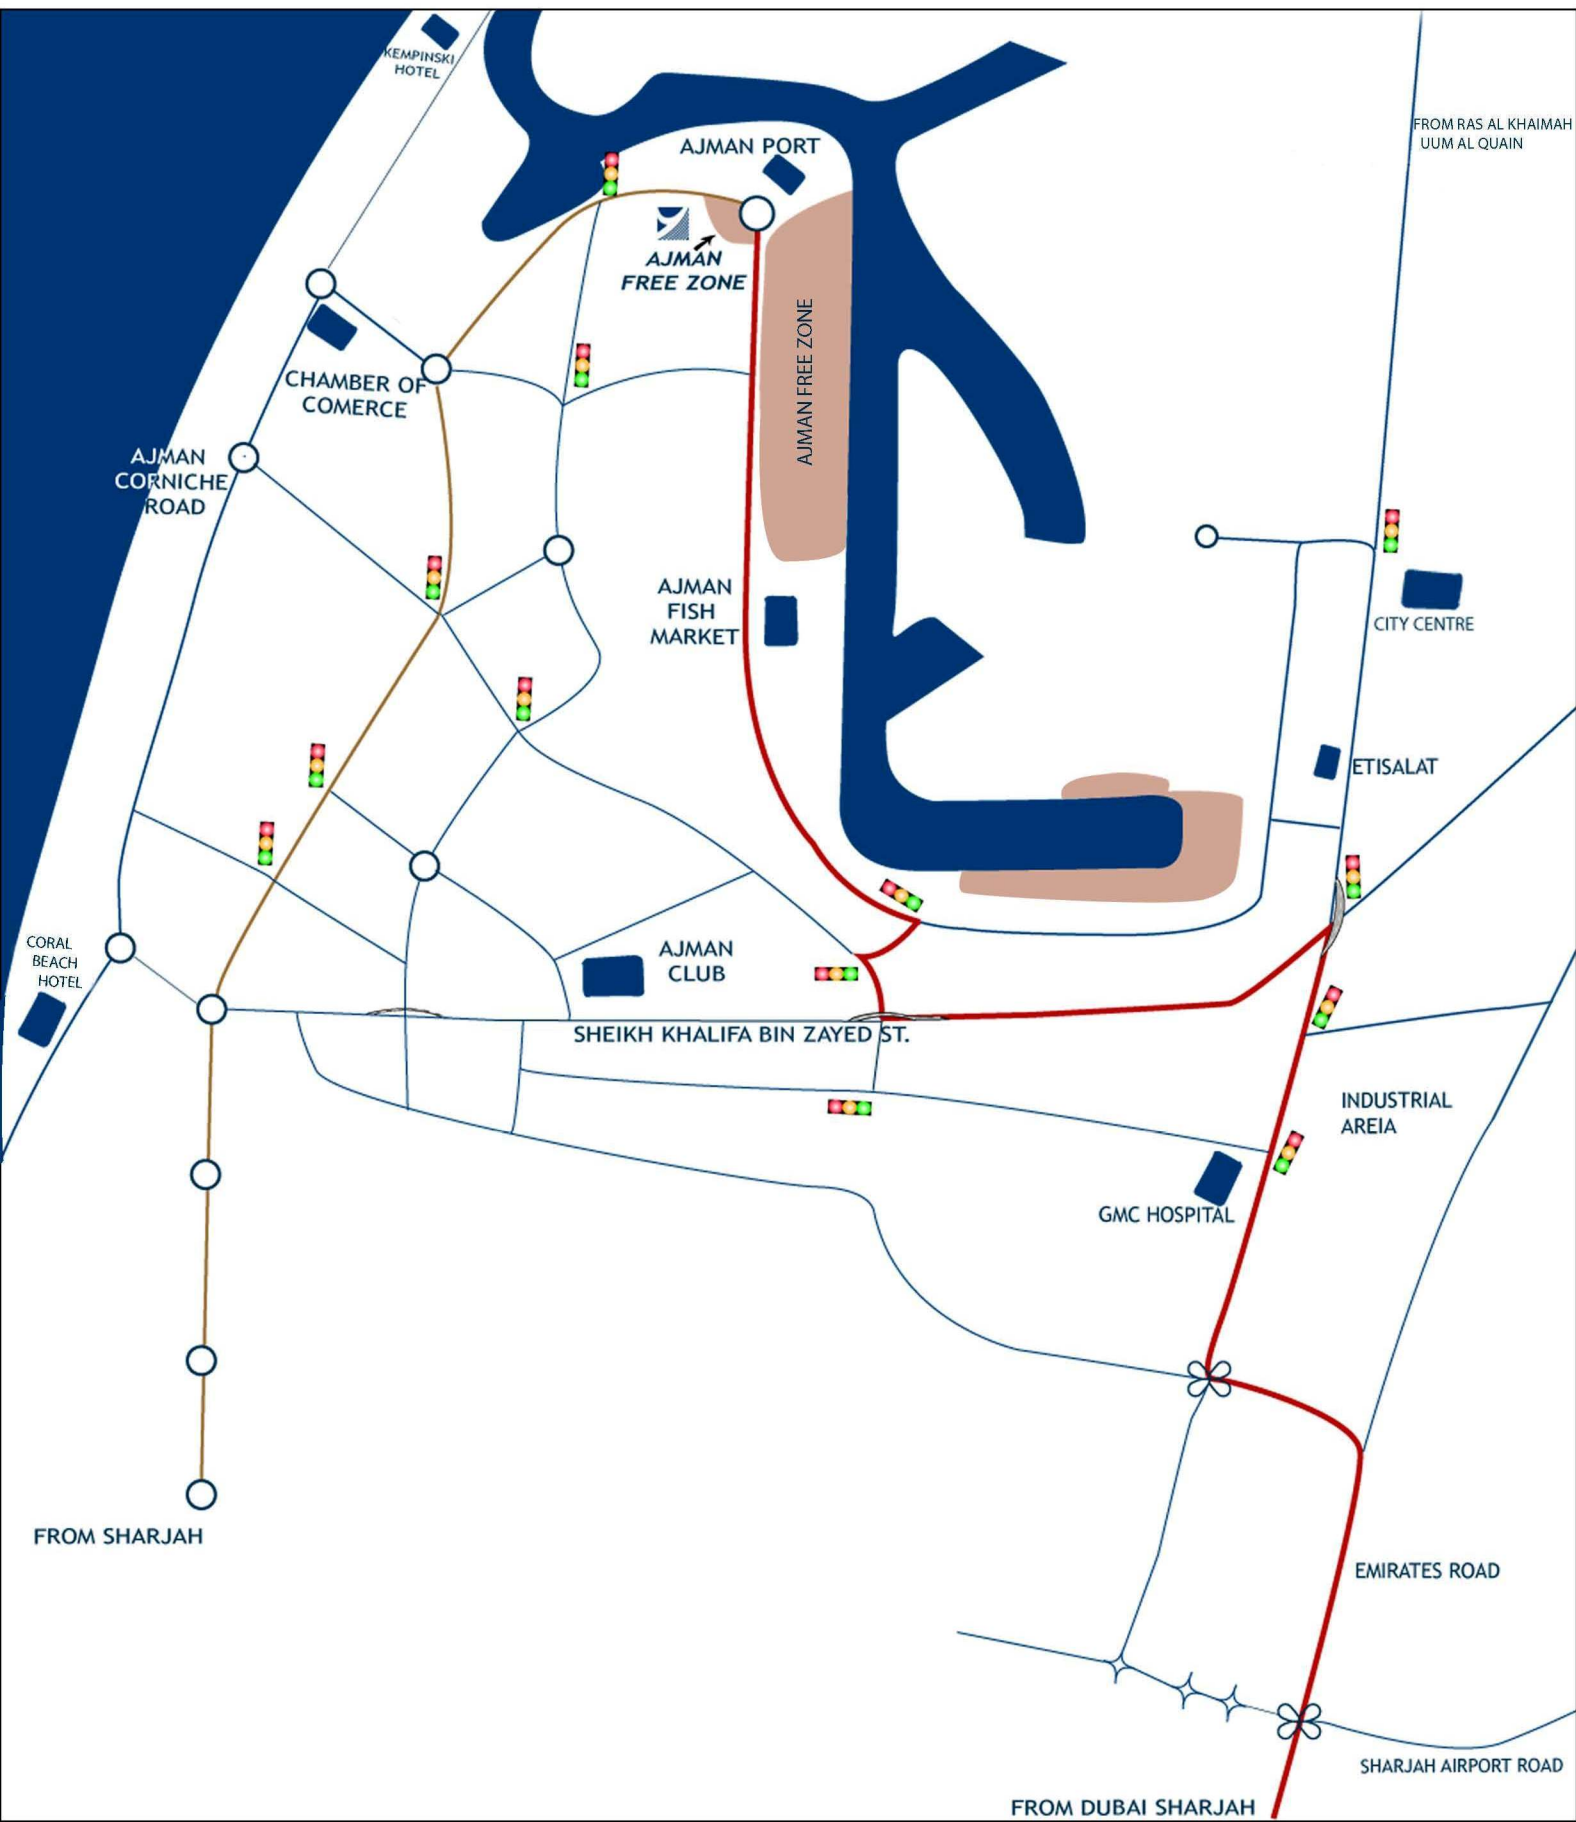 KEMPINSKI
HOTEL
FROM RAS AL KHAIMAH
UUM AL QUAIN
AJMAN PORT
AJMAN
FREE ZONE
AJMAN FREE ZONE
CHAMBER OF
COMERCE
AJMAN
CORNICHE
ROAD
AJMAN
FISH
MARKET
CITY CENTRE
ETISALAT
CORAL
BEACH
HOTEL
AJMAN
CLUB
SHEIKH KHALIFA BIN ZAYED ST.
INDUSTRIAL
AREIA
GMC HOSPITAL
FROM SHARJAH
EMIRATES ROAD
SHARJAH AIRPORT ROAD
FROM DUBAI SHARJAH